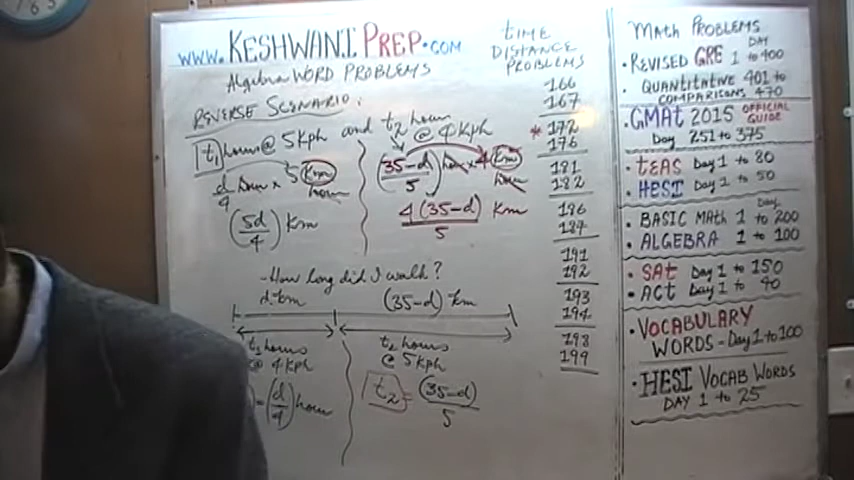 www.KESHWANI PREP.COM
Algebra WORD PROBLEMS
REVERSE SCENARIO:
t1 hours @ 5Kph and t2 hours @ 4Kph
d/4 hour × 5 Km/hour
(5d/4) Km
(35-d)/5 hour × 4 Km/hour
4(35-d)/5 Km
-How long did I walk?
d km (35-d) km
t1 hours @ 4Kph
= (d/4) hour
t2 hours
@ 5Kph
t2 = (35-d)/5
TIME
DISTANCE
PROBLEMS
166
167
* 172
176
181
182
186
187
191
192
193
194
198
199
MATH PROBLEMS
• REVISED GRE DAY 1 to 400
• QUANTITATIVE 401 to
COMPARISONS 470
• GMAT 2015 OFFICIAL GUIDE
Day 251 to 375
• TEAS Day 1 to 80
• HESI Day 1 to 50
Day
• BASIC MATH 1 to 200
• ALGEBRA 1 to 100
• SAT Day 1 to 150
• ACT Day 1 to 90
• VOCABULARY
WORDS - Day 1 to 100
• HESI VOCAB WORDS
DAY 1 to 25